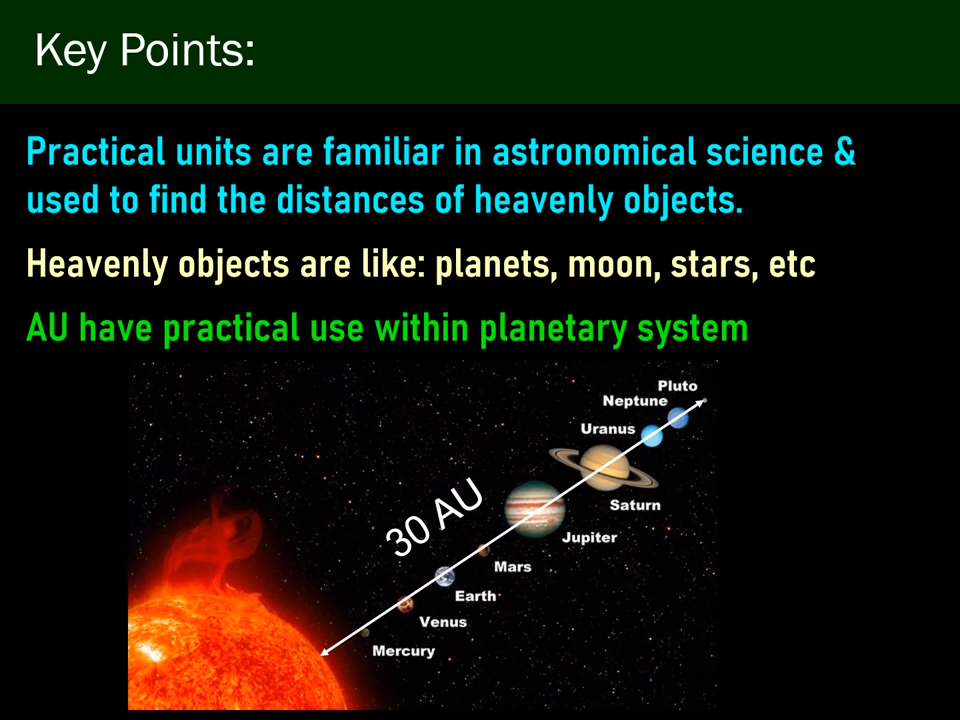 Key Points:
Practical units are familiar in astronomical science &
used to find the distances of heavenly objects.
Heavenly objects are like: planets, moon, stars, etc
AU have practical use within planetary system
Pluto
Neptune
Uranus
Saturn
30 AU
Jupiter
Mars
Earth
Venus
Mercury